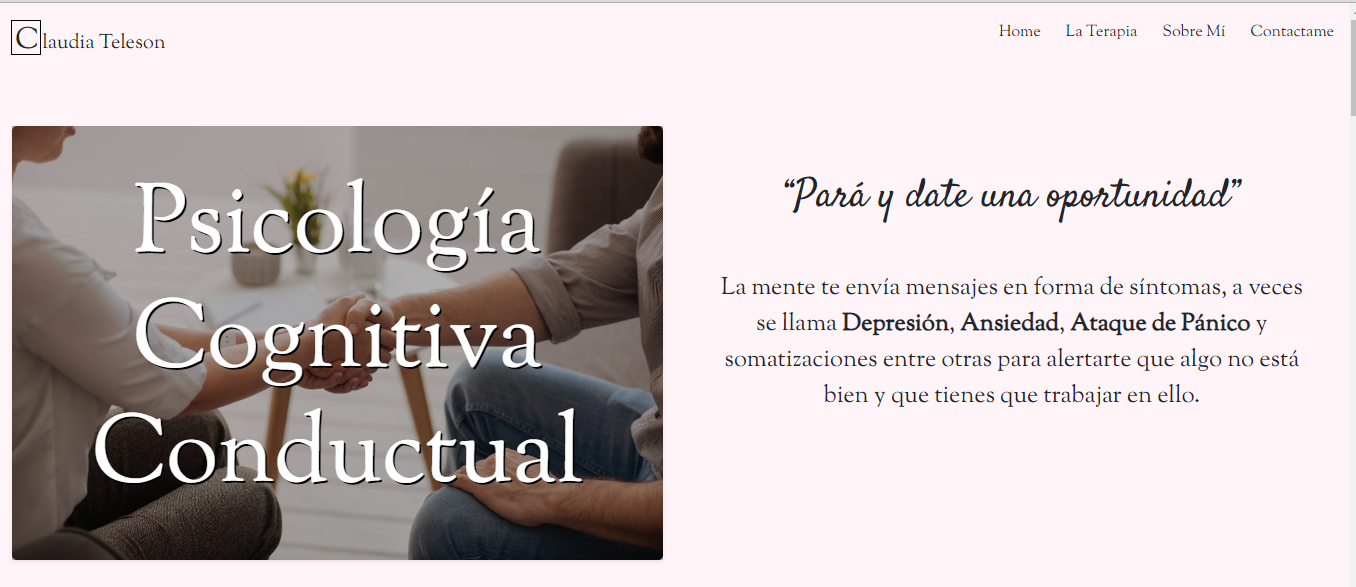 Claudia Teleson
Home La Terapia Sobre Mí Contactame
Psicología
Cognitiva
Conductual
“Pará y date una oportunidad”
La mente te envía mensajes en forma de síntomas, a veces
se llama Depresión, Ansiedad, Ataque de Pánico y
somatizaciones entre otras para alertarte que algo no está
bien y que tienes que trabajar en ello.